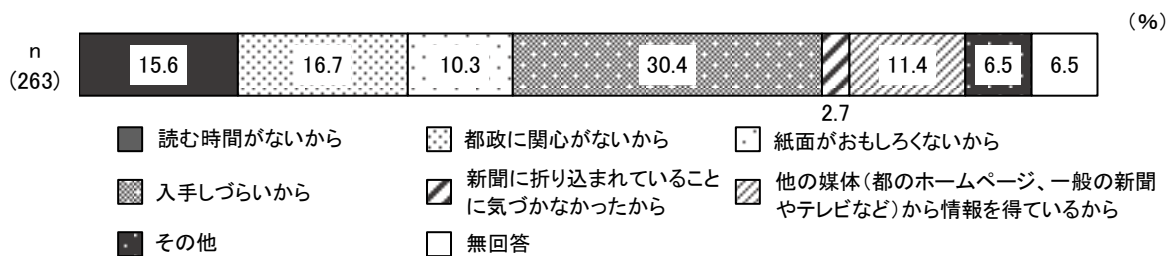 (%)
n
(263)
15.6 16.7 10.3 30.4 2.7 11.4 6.5 6.5
読む時間がないから 都政に関心がないから 紙面がおもしろくないから
入手しづらいから 新聞に折り込まれていること
に気づかなかったから 他の媒体(都のホームページ、一般の新聞
やテレビなど)から情報を得ているから
その他 無回答